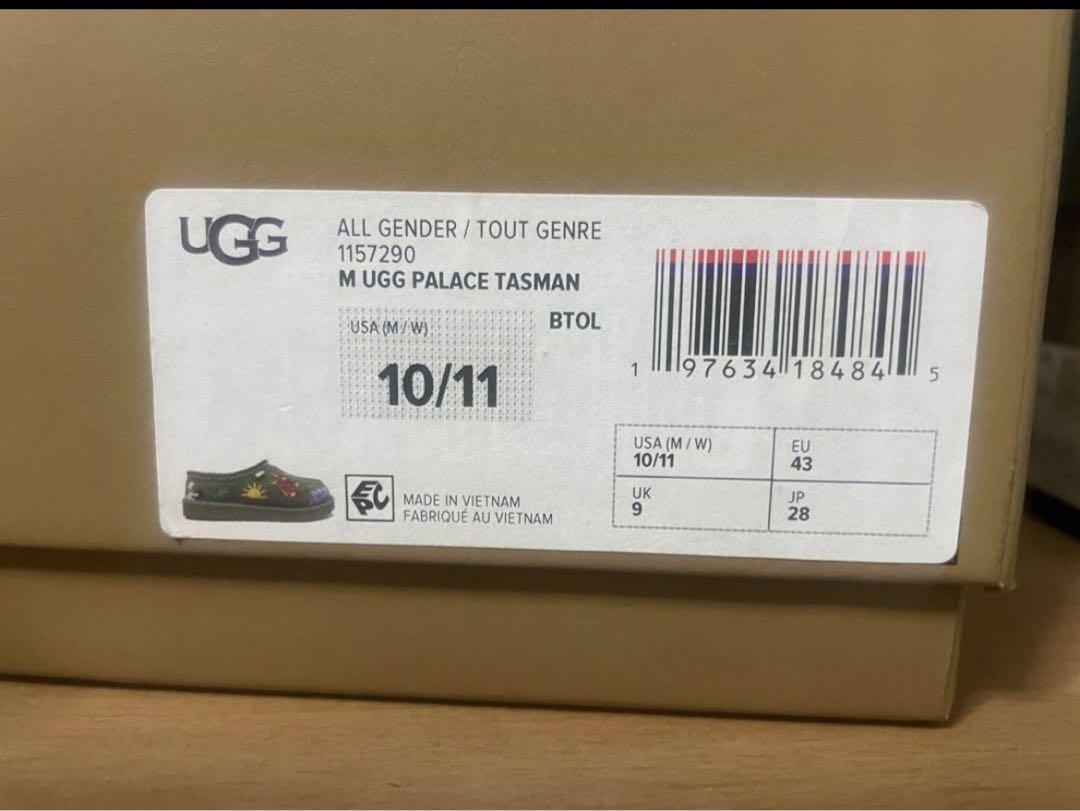 UGG
ALL GENDER / TOUT GENRE
1157290
M UGG PALACE TASMAN
USA (M / W)
BTOL
10/11
1 97634 18484 5
USA (M / W)
10/11
EU
43
UK
9
JP
28
EPC
MADE IN VIETNAM
FABRIQUÉ AU VIETNAM